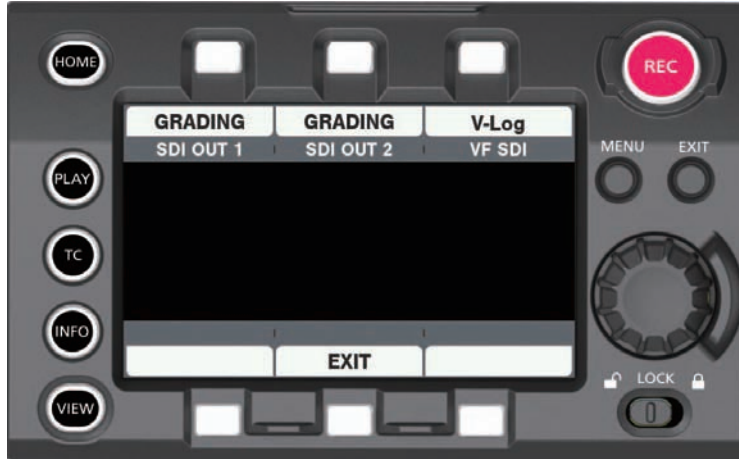 HOME
REC
GRADING GRADING V-Log
SDI OUT 1 SDI OUT 2 VF SDI
MENU EXIT
PLAY
TC
INFO
EXIT
LOCK
VIEW